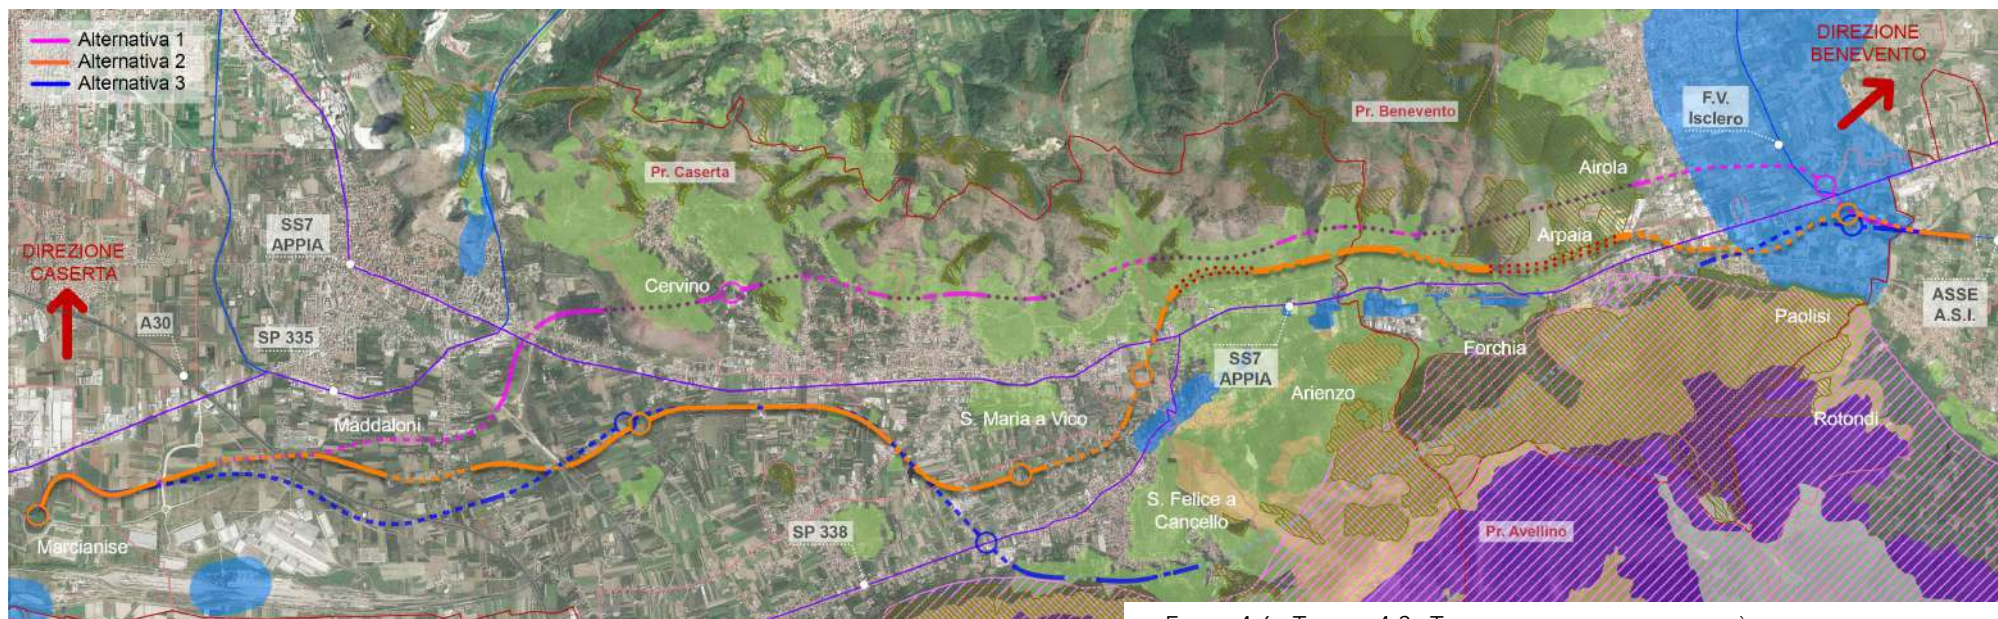 Alternativa 1
Alternativa 2
Alternativa 3
DIREZIONE
BENEVENTO
F.V.
Isclero
Pr. Benevento
Airola
Pr. Caserta
SS7
APPIA
Arpaia
DIREZIONE
CASERTA
Cervino
A30
SP 335
ASSE
A.S.I.
Paolisi
Forchia
SS7
APPIA
Arienzo
Maddaloni
S. Maria a Vico
Rotondi
S. Felice a
Cancello
SP 338
Pr. Avellino
Marcianise